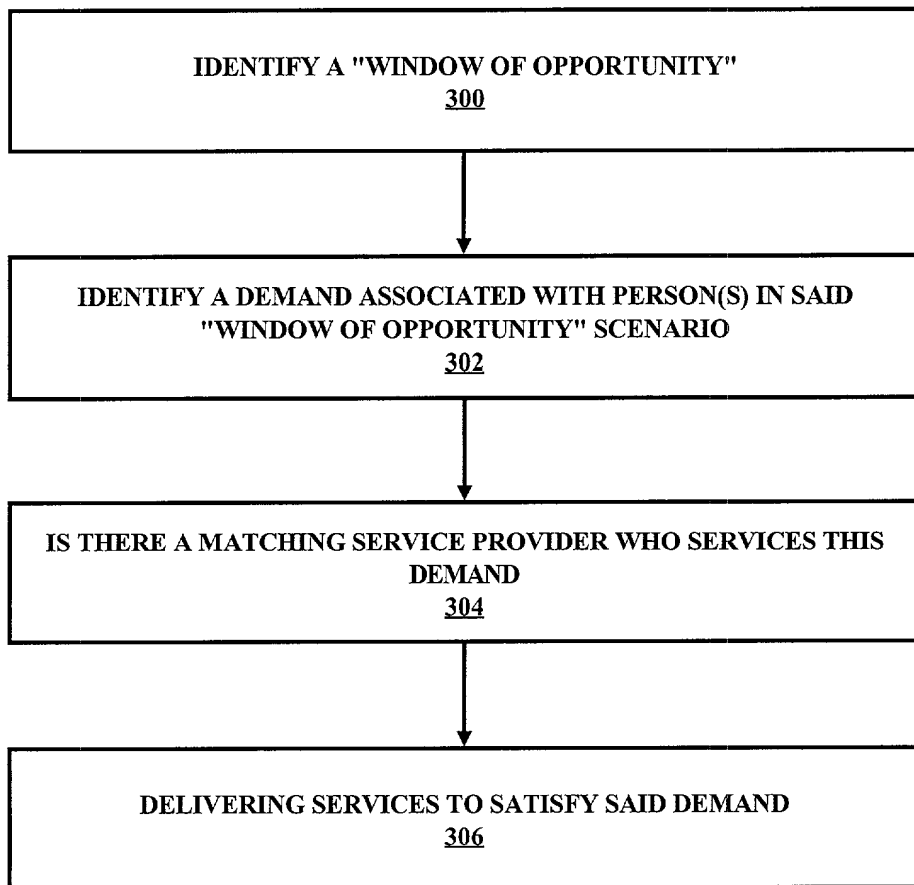 IDENTIFY A "WINDOW OF OPPORTUNITY"
300
IDENTIFY A DEMAND ASSOCIATED WITH PERSON(S) IN SAID
"WINDOW OF OPPORTUNITY" SCENARIO
302
IS THERE A MATCHING SERVICE PROVIDER WHO SERVICES THIS
DEMAND
304
DELIVERING SERVICES TO SATISFY SAID DEMAND
306